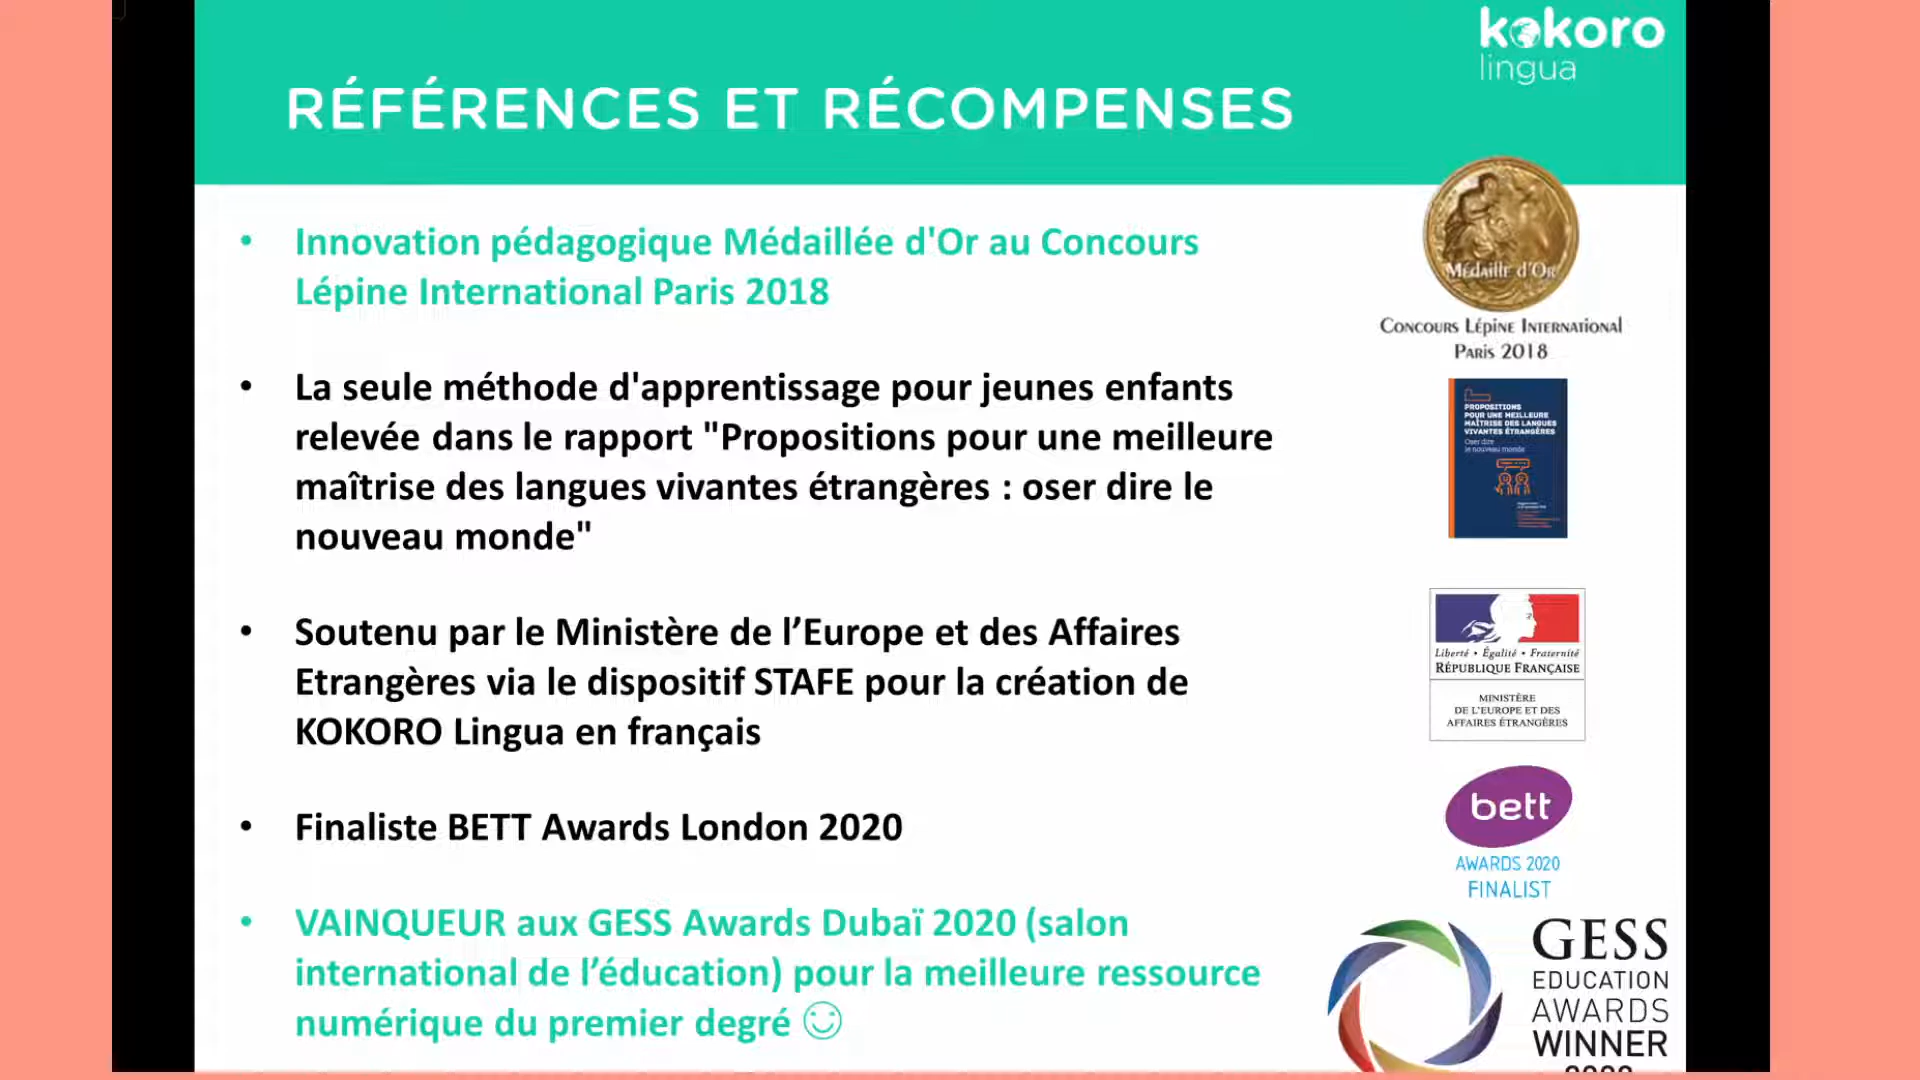 kokoro
lingua
RÉFÉRENCES ET RÉCOMPENSES
• Innovation pédagogique Médaillée d'Or au Concours
Lépine International Paris 2018
• La seule méthode d'apprentissage pour jeunes enfants
relevée dans le rapport "Propositions pour une meilleure
maîtrise des langues vivantes étrangères : oser dire le
nouveau monde"
• Soutenu par le Ministère de l’Europe et des Affaires
Etrangères via le dispositif STAFE pour la création de
KOKORO Lingua en français
• Finaliste BETT Awards London 2020
• VAINQUEUR aux GESS Awards Dubaï 2020 (salon
international de l’éducation) pour la meilleure ressource
numérique du premier degré
Médaille d'Or
Concours Lépine International
Paris 2018
PROPOSITIONS
POUR UNE MEILLEURE
MAÎTRISE DES LANGUES
VIVANTES ÉTRANGÈRES
Oser dire
le nouveau monde
Liberté • Égalité • Fraternité
RÉPUBLIQUE FRANÇAISE
MINISTÈRE
DE L'EUROPE ET DES
AFFAIRES ÉTRANGÈRES
bett
AWARDS 2020
FINALIST
GESS
EDUCATION
AWARDS
WINNER